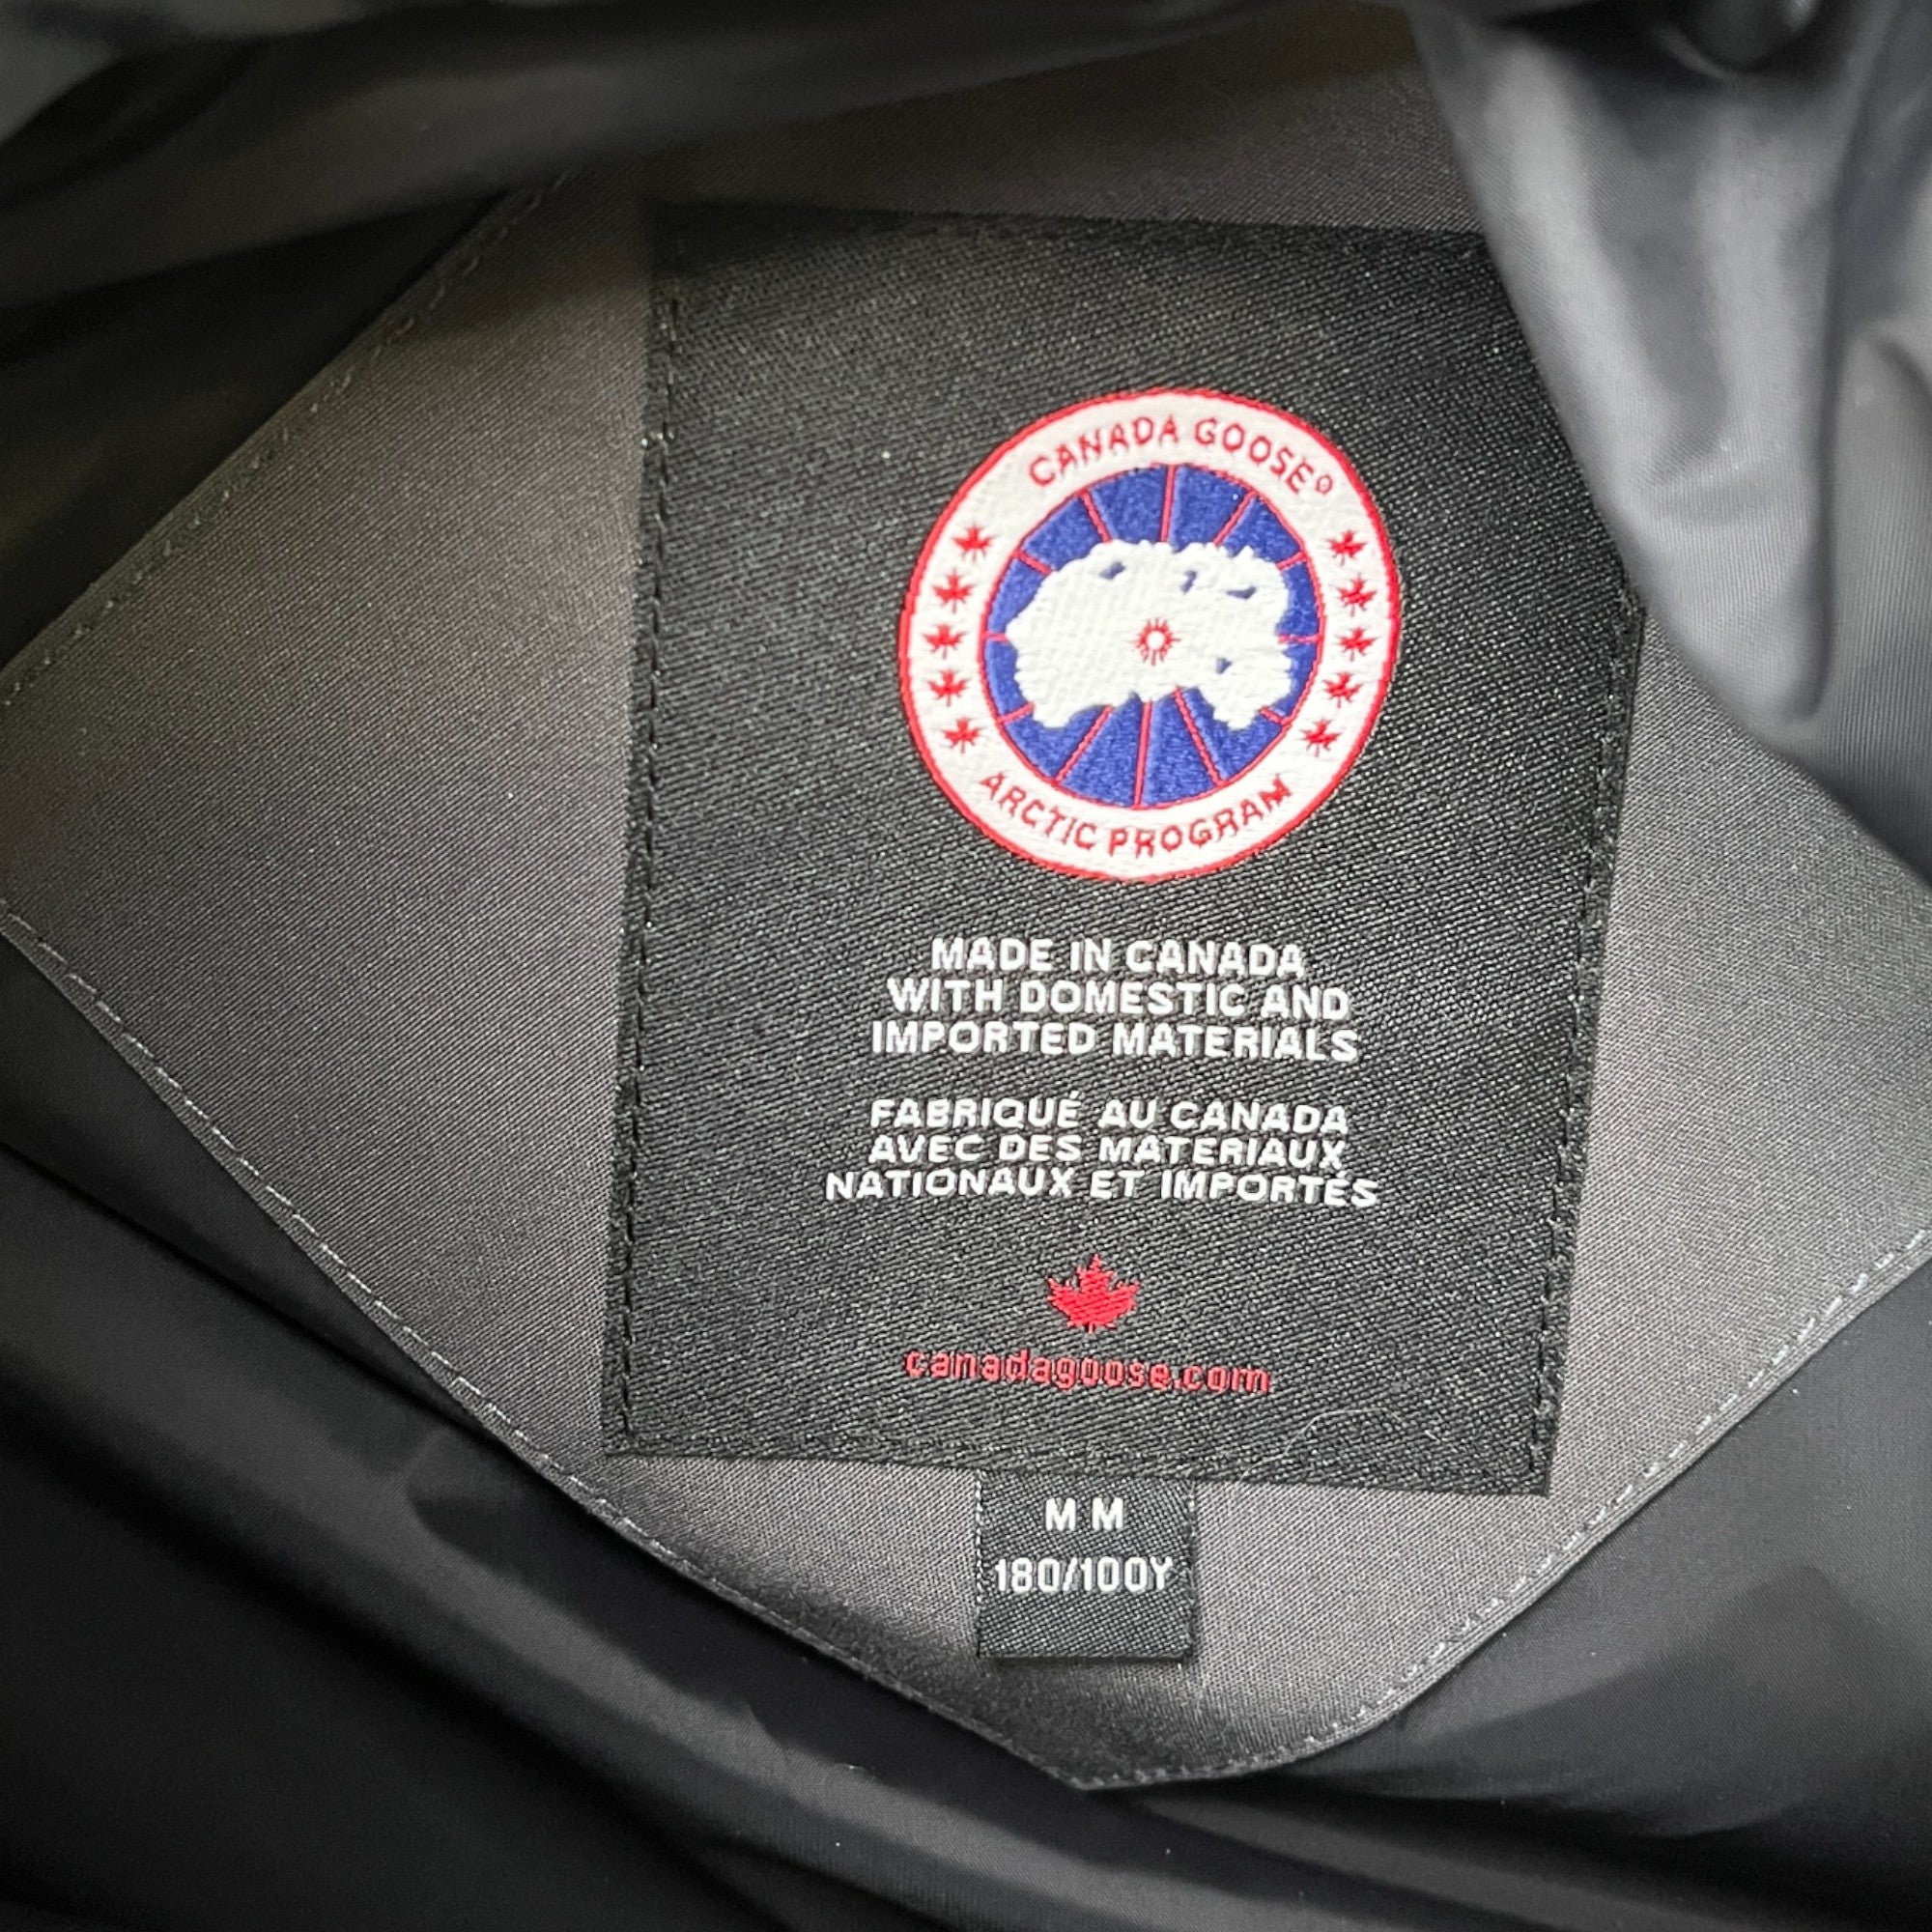 CANADA GOOSE®
ARCTIC PROGRAM
MADE IN CANADA
WITH DOMESTIC AND
IMPORTED MATERIALS
FABRIQUÉ AU CANADA
AVEC DES MATERIAUX
NATIONAUX ET IMPORTÉS
canadagoose.com
M M
180/100Y